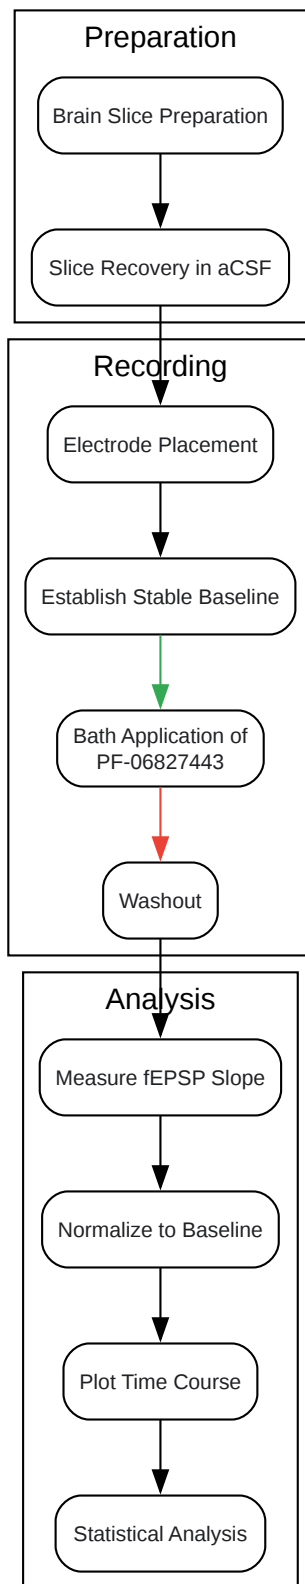 Preparation
Brain Slice Preparation
Slice Recovery in aCSF
Recording
Electrode Placement
Establish Stable Baseline
Bath Application of
PF-06827443
Washout
Analysis
Measure fEPSP Slope
Normalize to Baseline
Plot Time Course
Statistical Analysis